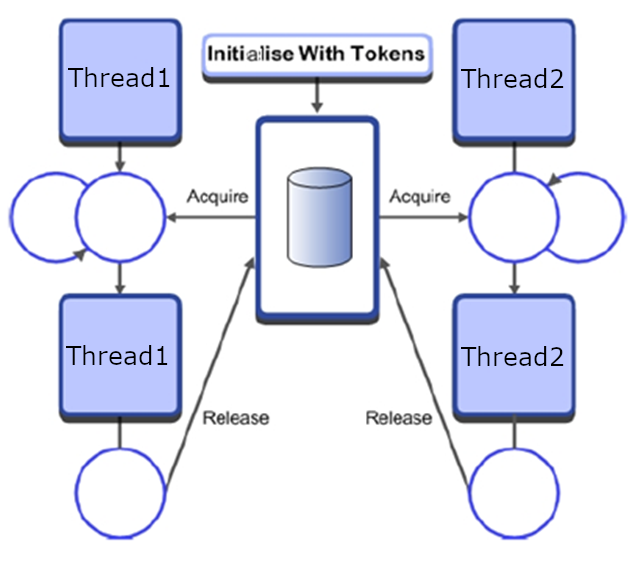 Thread1
Initialise With Tokens
Thread2
Acquire
Acquire
Thread1
Thread2
Release
Release